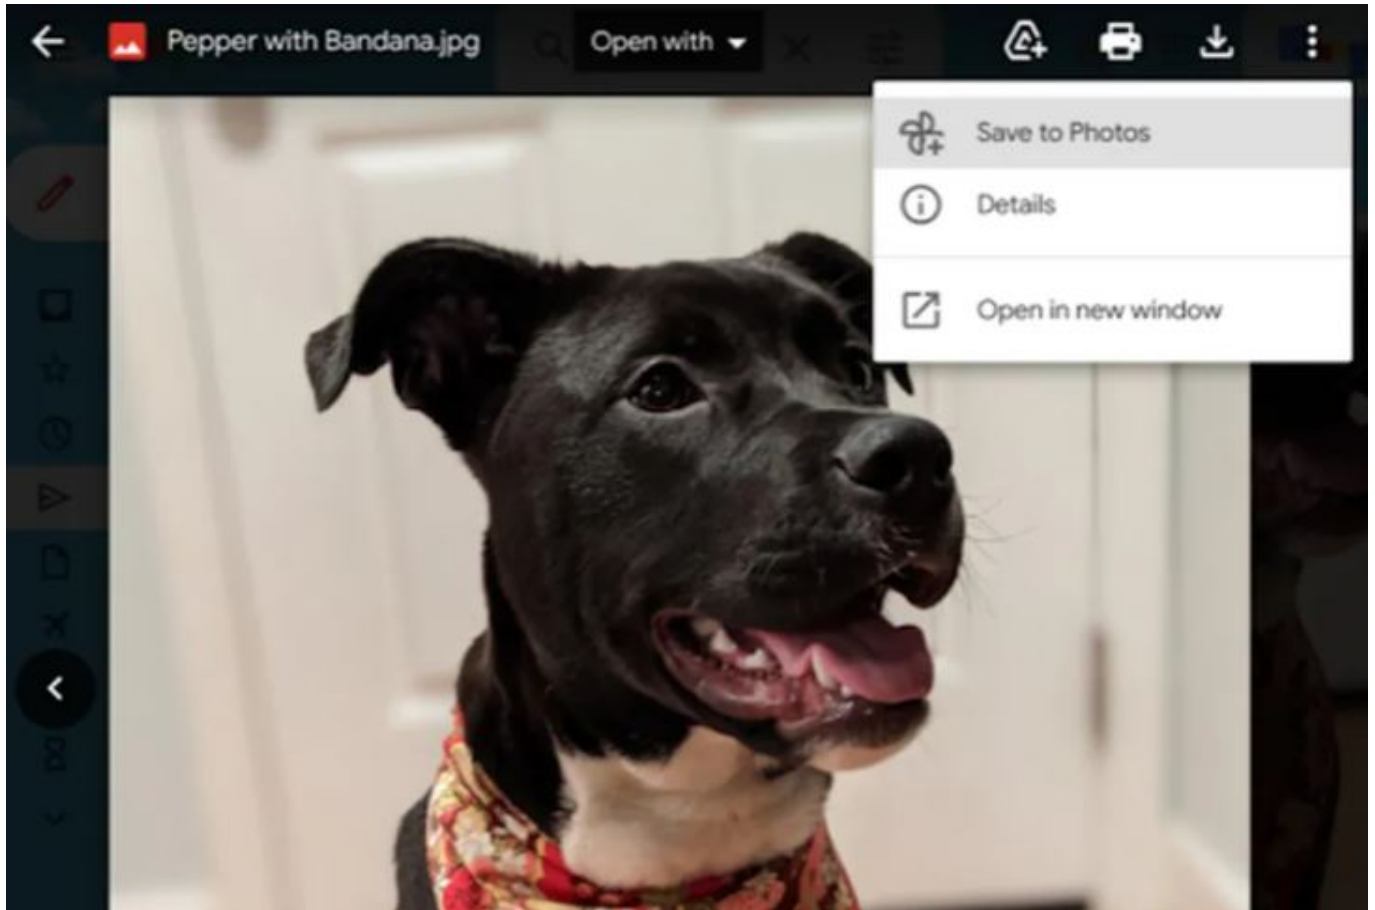 Pepper with Bandana.jpg
Open with
Save to Photos
Details
Open in new window